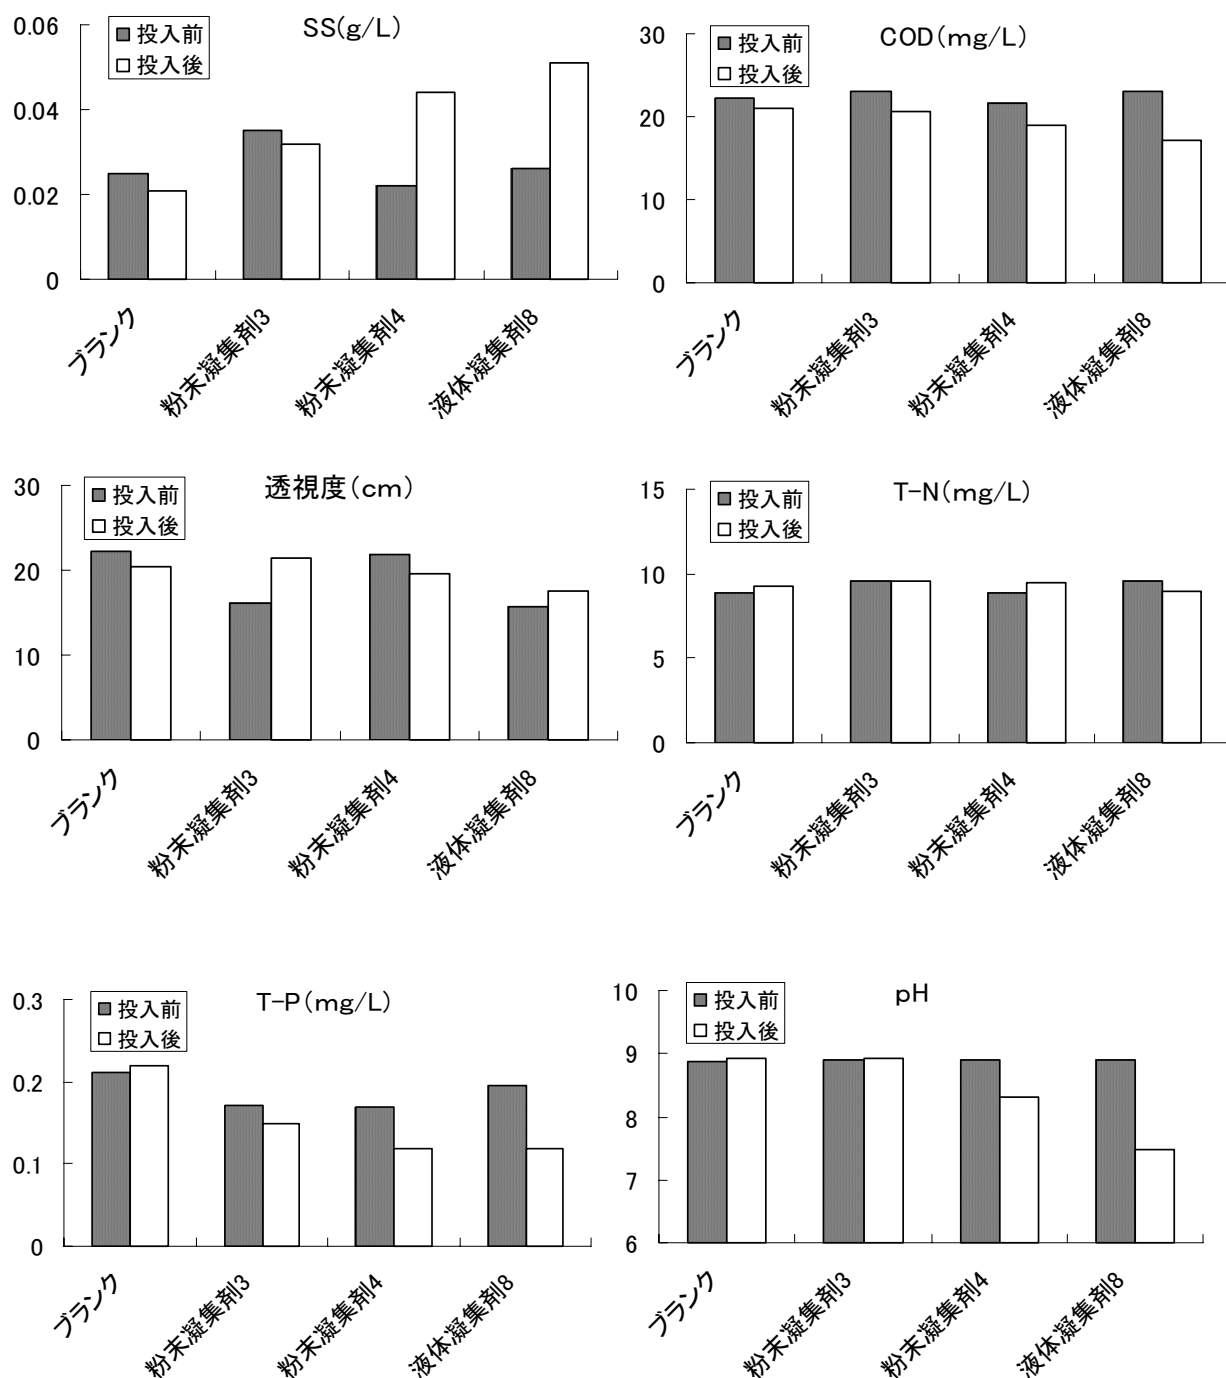 SS(g/L)
投入前
投入後
0.06
0.04
0.02
0
ブランク
粉末凝集剤3
粉末凝集剤4
液体凝集剤8
COD(mg/L)
投入前
投入後
30
20
10
0
ブランク
粉末凝集剤3
粉末凝集剤4
液体凝集剤8
透視度(cm)
投入前
投入後
30
20
10
0
ブランク
粉末凝集剤3
粉末凝集剤4
液体凝集剤8
T-N(mg/L)
投入前
投入後
15
10
5
0
ブランク
粉末凝集剤3
粉末凝集剤4
液体凝集剤8
T-P(mg/L)
投入前
投入後
0.3
0.2
0.1
0
ブランク
粉末凝集剤3
粉末凝集剤4
液体凝集剤8
pH
投入前
投入後
10
9
8
7
6
ブランク
粉末凝集剤3
粉末凝集剤4
液体凝集剤8